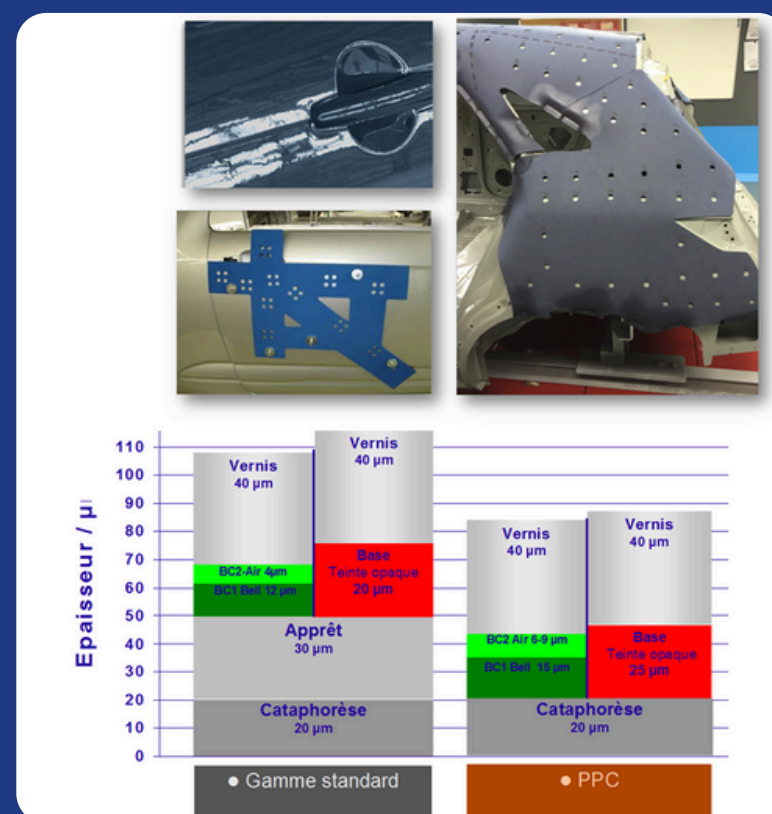 Epaisseur / µ
110
100
90
80
70
60
50
40
30
20
10
0
Vernis
40 µm
BC2-Air 4µm
BC1 Bell 12 µm
Vernis
40 µm
Base
Teinte opaque
20 µm
Apprêt
30 µm
Cataphorèse
20 µm
Vernis
40 µm
BC2 Air 6-9 µm
BC1 Bell 15 µm
Vernis
40 µm
Base
Teinte opaque
25 µm
Cataphorèse
20 µm
● Gamme standard
● PPC